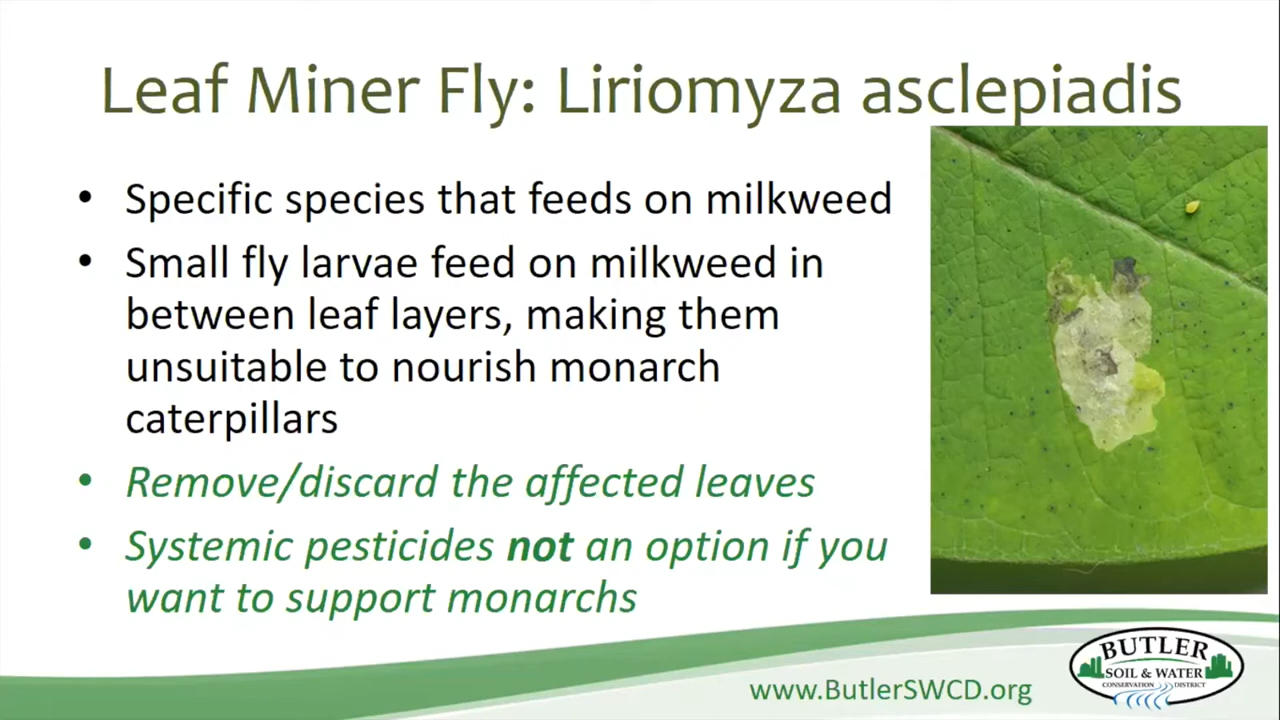 Leaf Miner Fly: Liriomyza asclepiadis
• Specific species that feeds on milkweed
• Small fly larvae feed on milkweed in
between leaf layers, making them
unsuitable to nourish monarch
caterpillars
• Remove/discard the affected leaves
• Systemic pesticides not an option if you
want to support monarchs
www.ButlerSWCD.org
BUTLER
SOIL & WATER
CONSERVATION DISTRICT